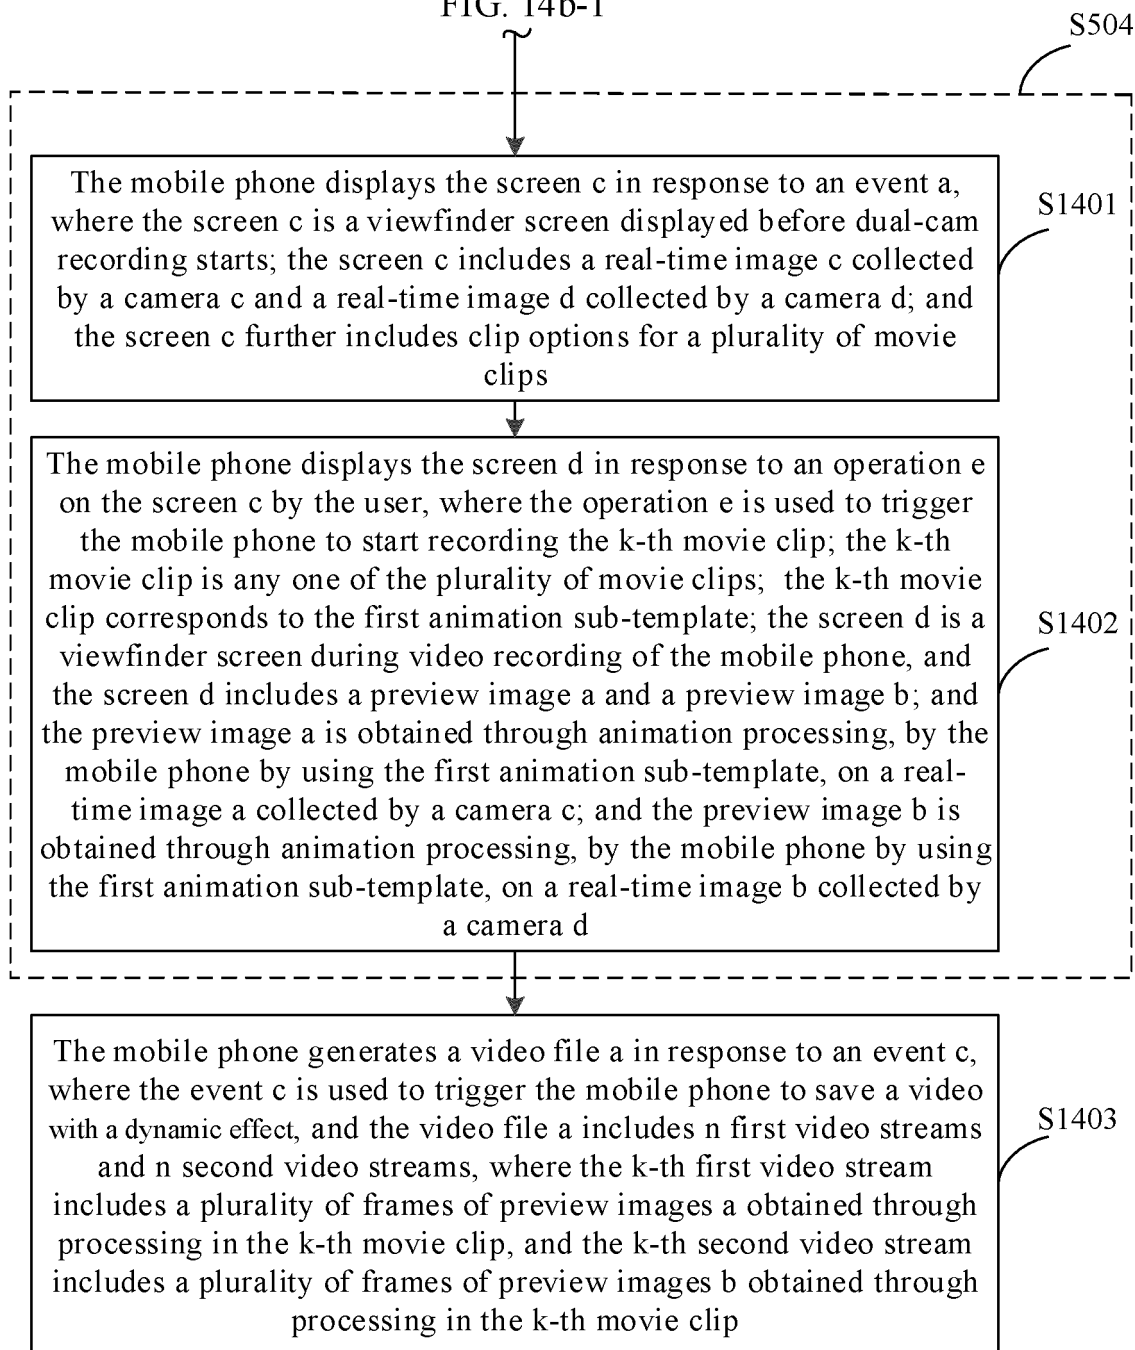 FIG. 14b-1
S504
The mobile phone displays the screen c in response to an event a,
where the screen c is a viewfinder screen displayed before dual-cam
recording starts; the screen c includes a real-time image c collected
by a camera c and a real-time image d collected by a camera d; and
the screen c further includes clip options for a plurality of movie
clips
S1401
The mobile phone displays the screen d in response to an operation e
on the screen c by the user, where the operation e is used to trigger
the mobile phone to start recording the k-th movie clip; the k-th
movie clip is any one of the plurality of movie clips; the k-th movie
clip corresponds to the first animation sub-template; the screen d is a
viewfinder screen during video recording of the mobile phone, and
the screen d includes a preview image a and a preview image b; and
the preview image a is obtained through animation processing, by the
mobile phone by using the first animation sub-template, on a real-
time image a collected by a camera c; and the preview image b is
obtained through animation processing, by the mobile phone by using
the first animation sub-template, on a real-time image b collected by
a camera d
S1402
The mobile phone generates a video file a in response to an event c,
where the event c is used to trigger the mobile phone to save a video
with a dynamic effect, and the video file a includes n first video streams
and n second video streams, where the k-th first video stream
includes a plurality of frames of preview images a obtained through
processing in the k-th movie clip, and the k-th second video stream
includes a plurality of frames of preview images b obtained through
processing in the k-th movie clip
S1403